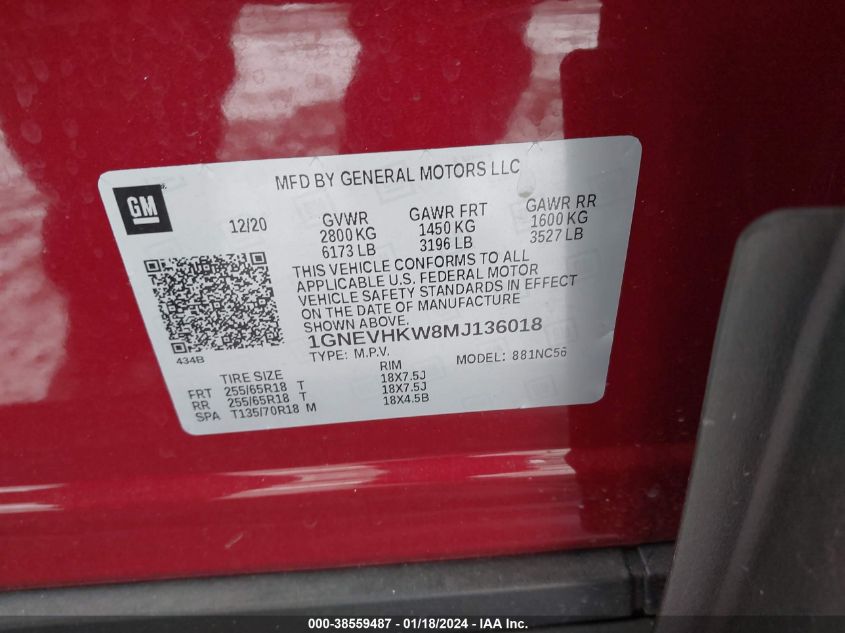 MFD BY GENERAL MOTORS LLC
GM
12/20 GVWR GAWR FRT GAWR RR
2800 KG 1450 KG 1600 KG
6173 LB 3196 LB 3527 LB
THIS VEHICLE CONFORMS TO ALL
APPLICABLE U.S. FEDERAL MOTOR
VEHICLE SAFETY STANDARDS IN EFFECT
ON THE DATE OF MANUFACTURE
SHOWN ABOVE.
1GNEVHKW8MJ136018
434B
TYPE: M.P.V. MODEL: 881NC56
TIRE SIZE RIM
FRT 255/65R18 T 18X7.5J
RR 255/65R18 T 18X7.5J
SPA T135/70R18 M 18X4.5B
000-38559487 - 01/18/2024 - IAA Inc.